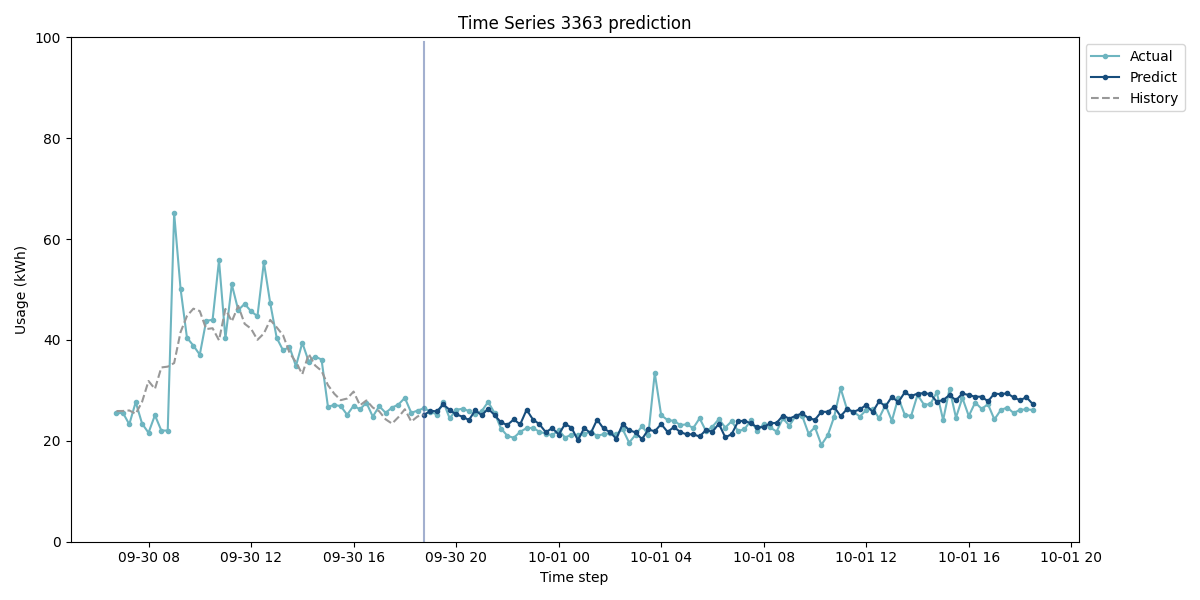 Time Series 3363 prediction
Usage (kWh)
100
80
60
40
20
0
09-30 08
09-30 12
09-30 16
09-30 20
10-01 00
10-01 04
10-01 08
10-01 12
10-01 16
10-01 20
Time step
Actual
Predict
History